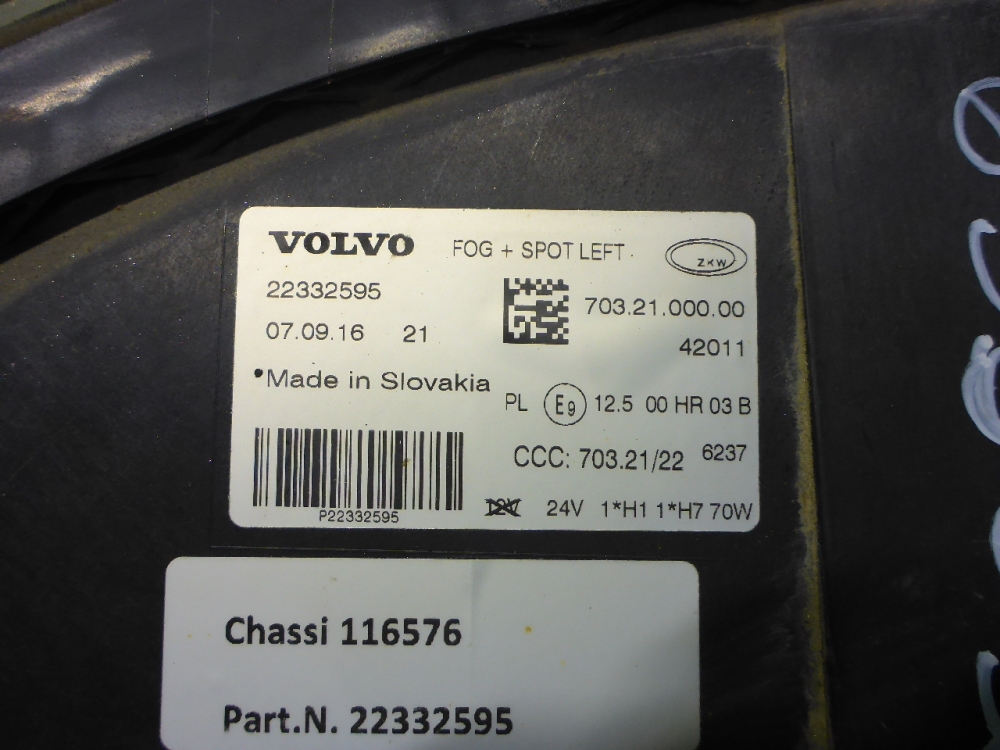 VOLVO FOG + SPOT LEFT
ZKW
22332595
703.21.000.00
07.09.16 21
42011
Made in Slovakia
PL E9 12.5 00 HR 03 B
CCC: 703.21/22 6237
P22332595
12V 24V 1*H1 1*H7 70W
Chassi 116576
Part.N. 22332595